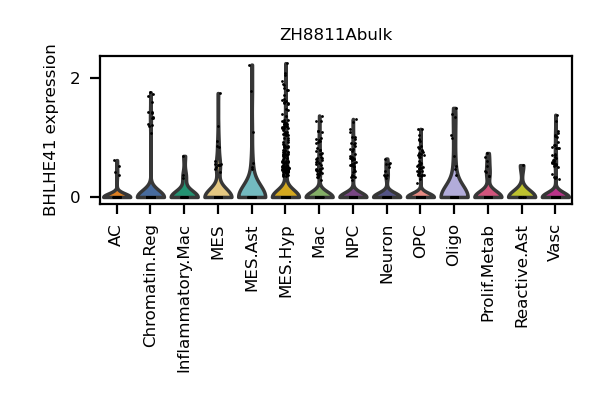 ZH8811Abulk
BHLHE41 expression
2
0
AC
Chromatin.Reg
Inflammatory.Mac
MES
MES.Ast
MES.Hyp
Mac
NPC
Neuron
OPC
Oligo
Prolif.Metab
Reactive.Ast
Vasc